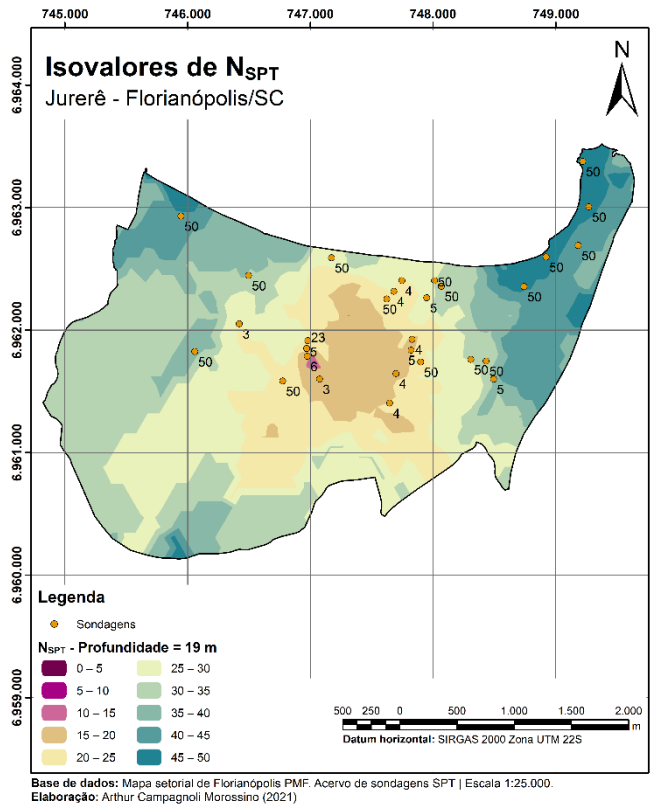 745.000 746.000 747.000 748.000 749.000
Isovalores de NSPT
Jurerê - Florianópolis/SC
N
6.964.000
6.963.000
6.962.000
6.961.000
6.960.000
6.959.000
50
50
50
50
50
50
50
50
4
50
4
50
50
5
3
23
5
6
50
50
3
4
5
50
4
4
50
50
5
Legenda
Sondagens
NSPT - Profundidade = 19 m
0 – 5
5 – 10
10 – 15
15 – 20
20 – 25
25 – 30
30 – 35
35 – 40
40 – 45
45 – 50
500 250 0 500 1.000 1.500 2.000
m
Datum horizontal: SIRGAS 2000 Zona UTM 22S
Base de dados: Mapa setorial de Florianópolis PMF. Acervo de sondagens SPT | Escala 1:25.000.
Elaboração: Arthur Campagnoli Morossino (2021)